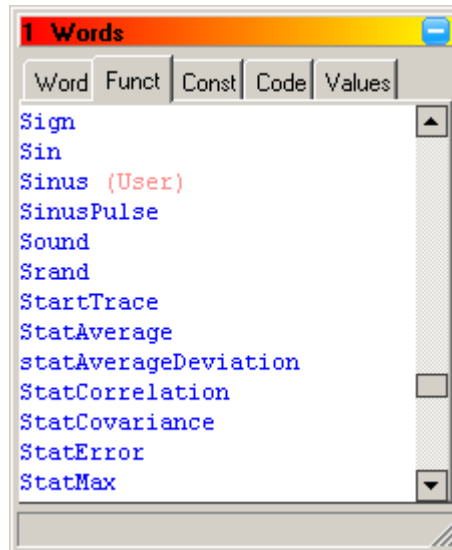 1 Words
Word Funct Const Code Values
Sign
Sin
Sinus (User)
SinusPulse
Sound
Srand
StartTrace
StatAverage
statAverageDeviation
StatCorrelation
StatCovariance
StatError
StatMax